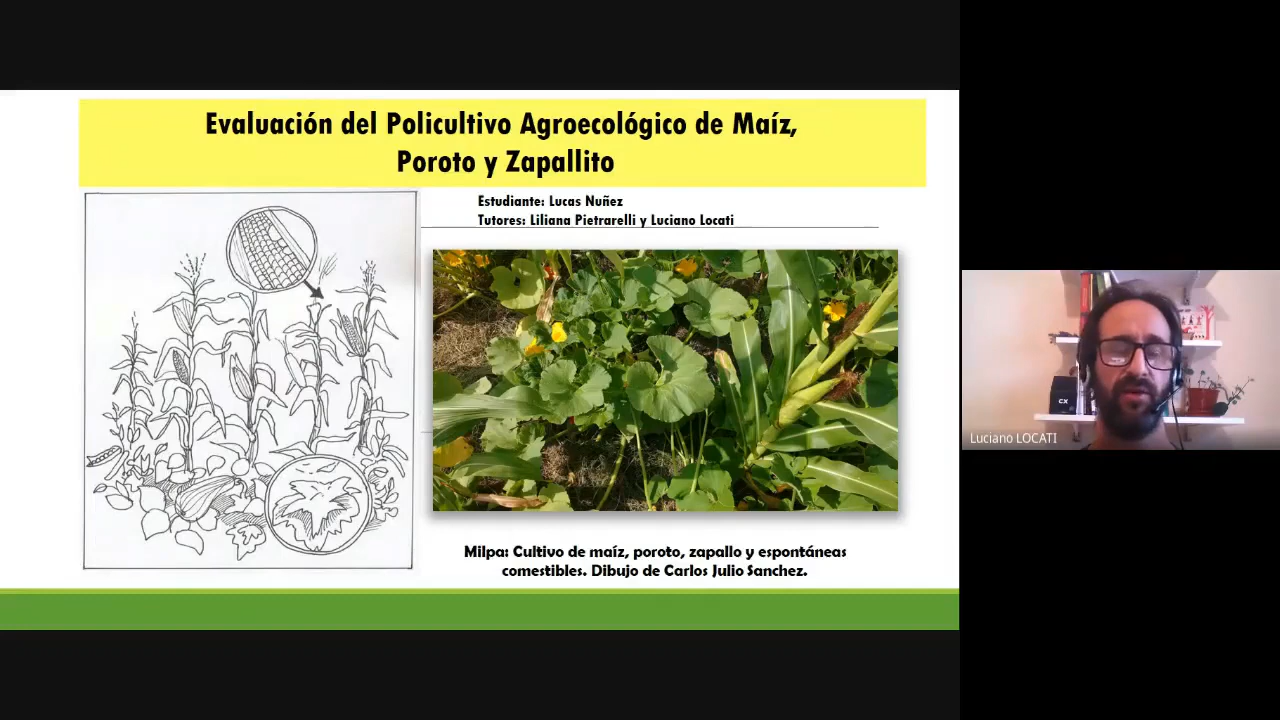 Evaluación del Policultivo Agroecológico de Maíz,
Poroto y Zapallito
Estudiante: Lucas Nuñez
Tutores: Liliana Pietrarelli y Luciano Locati
Milpa: Cultivo de maíz, poroto, zapallo y espontáneas
comestibles. Dibujo de Carlos Julio Sanchez.
CX
Luciano LOCATI